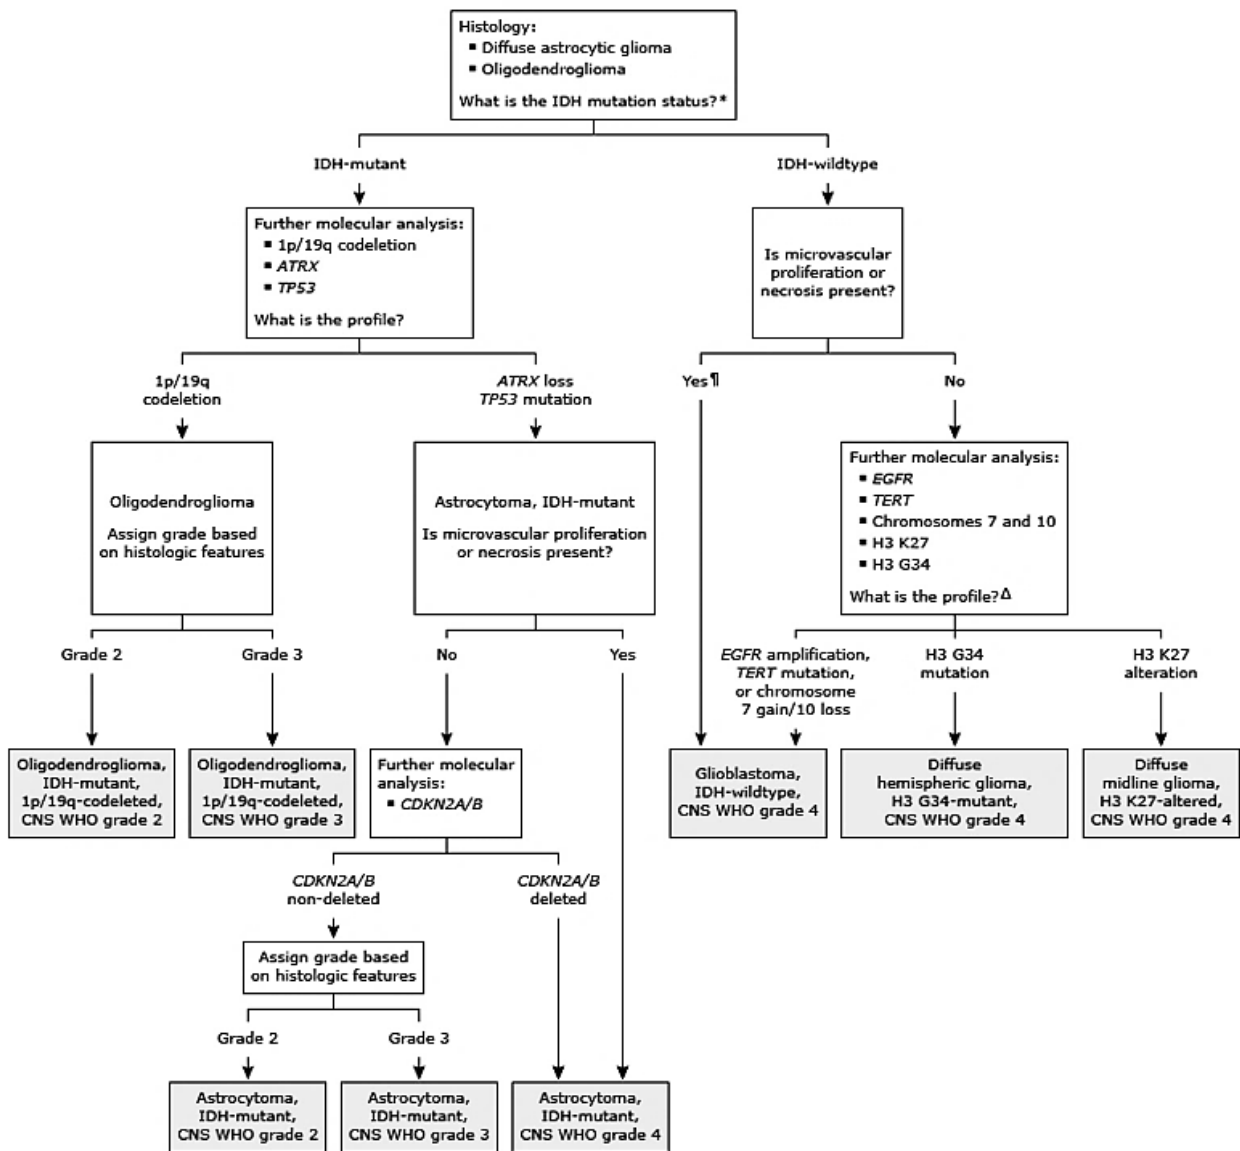 Histology:
▪ Diffuse astrocytic glioma
▪ Oligodendroglioma
What is the IDH mutation status?*
IDH-mutant
IDH-wildtype
Further molecular analysis:
▪ 1p/19q codeletion
▪ ATRX
▪ TP53
What is the profile?
Is microvascular
proliferation or
necrosis present?
1p/19q
codeletion
ATRX loss
TP53 mutation
Yes¶
No
Oligodendroglioma
Assign grade based
on histologic features
Astrocytoma, IDH-mutant
Is microvascular proliferation
or necrosis present?
Further molecular analysis:
▪ EGFR
▪ TERT
▪ Chromosomes 7 and 10
▪ H3 K27
▪ H3 G34
What is the profile?Δ
Grade 2
Grade 3
No
Yes
EGFR amplification,
TERT mutation,
or chromosome
7 gain/10 loss
H3 G34
mutation
H3 K27
alteration
Oligodendroglioma,
IDH-mutant,
1p/19q-codeleted,
CNS WHO grade 2
Oligodendroglioma,
IDH-mutant,
1p/19q-codeleted,
CNS WHO grade 3
Further molecular
analysis:
▪ CDKN2A/B
Glioblastoma,
IDH-wildtype,
CNS WHO grade 4
Diffuse
hemispheric glioma,
H3 G34-mutant,
CNS WHO grade 4
Diffuse
midline glioma,
H3 K27-altered,
CNS WHO grade 4
CDKN2A/B
non-deleted
CDKN2A/B
deleted
Assign grade based
on histologic features
Grade 2
Grade 3
Astrocytoma,
IDH-mutant,
CNS WHO grade 2
Astrocytoma,
IDH-mutant,
CNS WHO grade 3
Astrocytoma,
IDH-mutant,
CNS WHO grade 4